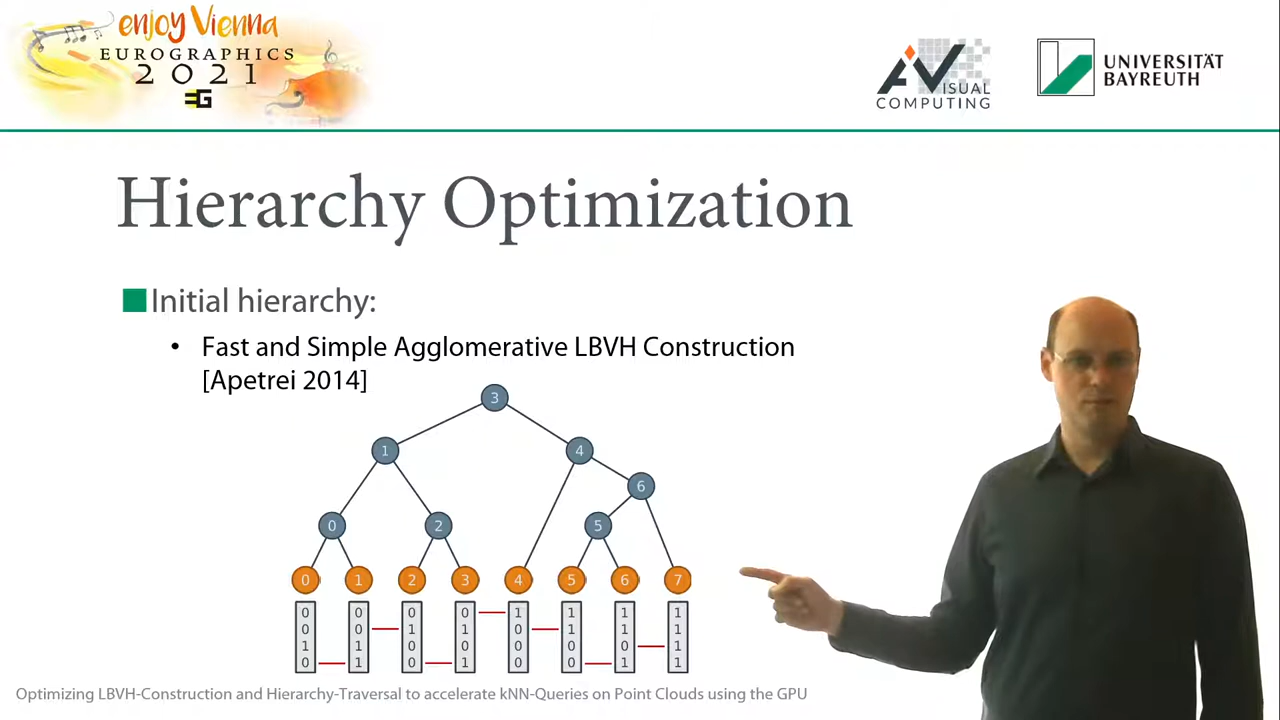 enjoy Vienna
EUROGRAPHICS
2021
EG
VISUAL
COMPUTING
UNIVERSITÄT
BAYREUTH
Hierarchy Optimization
Initial hierarchy:
• Fast and Simple Agglomerative LBVH Construction
[Apetrei 2014]
3
1 4
6
0 2 5
0 1 2 3 4 5 6 7
0 0 0 0 1 1 1 1
0 0 1 1 0 1 1 1
1 1 0 0 0 0 0 1
0 1 0 1 0 0 1 1
Optimizing LBVH-Construction and Hierarchy-Traversal to accelerate kNN-Queries on Point Clouds using the GPU